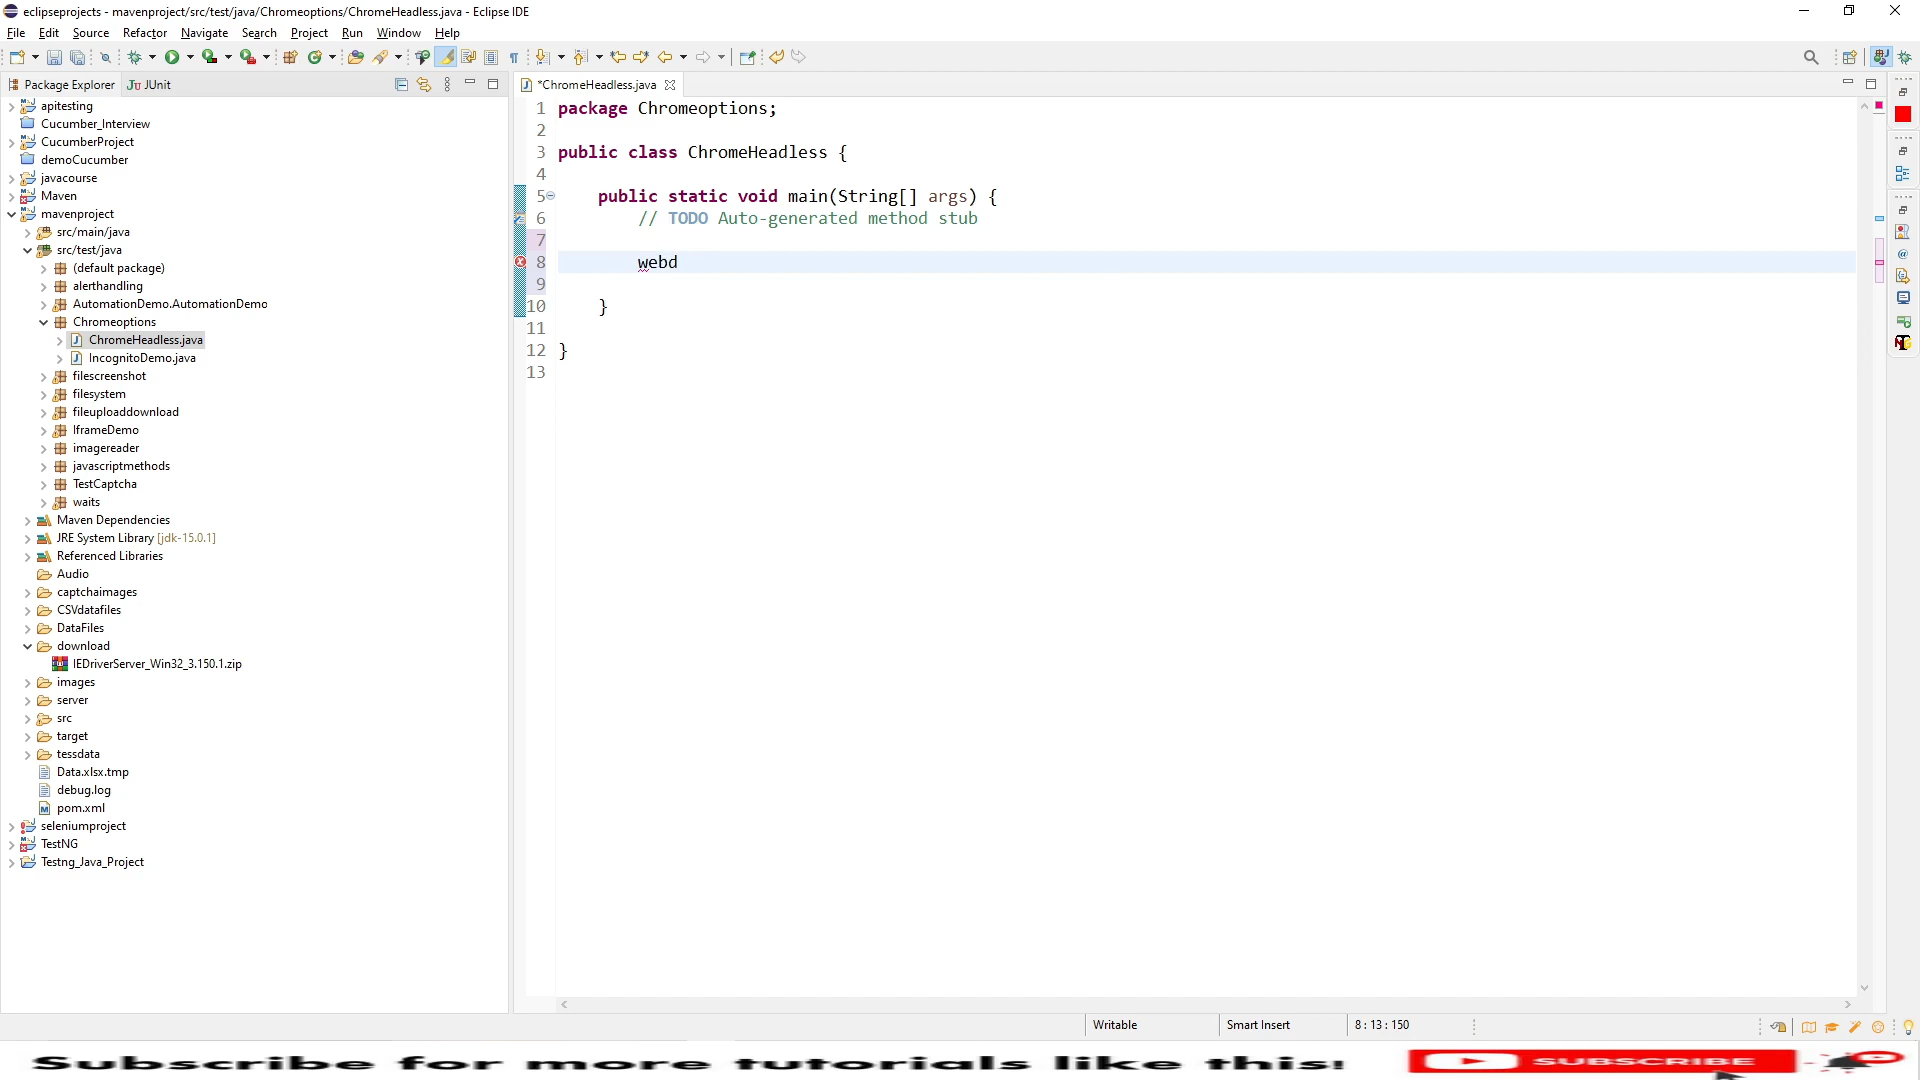 eclipseprojects - mavenproject/src/test/java/Chromeoptions/ChromeHeadless.java - Eclipse IDE
File Edit Source Refactor Navigate Search Project Run Window Help
Package Explorer JUnit
apitesting
Cucumber_Interview
CucumberProject
demoCucumber
javacourse
Maven
mavenproject
src/main/java
src/test/java
(default package)
alerthandling
AutomationDemo.AutomationDemo
Chromeoptions
ChromeHeadless.java
IncognitoDemo.java
filescreenshot
filesystem
fileuploaddownload
IframeDemo
imagereader
javascriptmethods
TestCaptcha
waits
Maven Dependencies
JRE System Library [jdk-15.0.1]
Referenced Libraries
Audio
captchaimages
CSVdatafiles
DataFiles
download
IEDriverServer_Win32_3.150.1.zip
images
server
src
target
tessdata
Data.xlsx.tmp
debug.log
pom.xml
seleniumproject
TestNG
Testng_Java_Project
*ChromeHeadless.java
1 package Chromeoptions;
2
3 public class ChromeHeadless {
4
5 public static void main(String[] args) {
6 // TODO Auto-generated method stub
7
8 webd
9
10 }
11
12 }
13
Writable Smart Insert 8 : 13 : 150
Subscribe for more tutorials like this! SUBSCRIBE